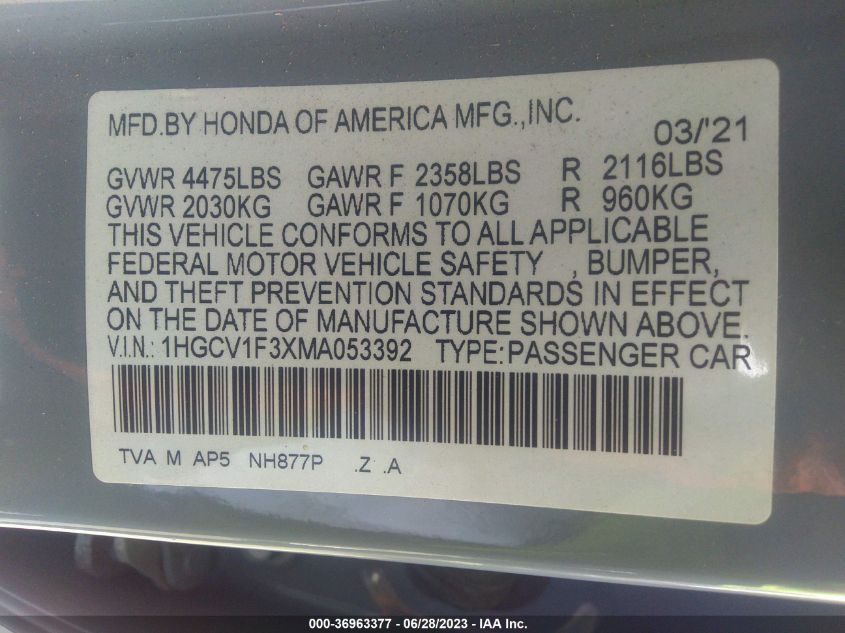 MFD.BY HONDA OF AMERICA MFG.,INC. 03/'21
GVWR 4475LBS GAWR F 2358LBS R 2116LBS
GVWR 2030KG GAWR F 1070KG R 960KG
THIS VEHICLE CONFORMS TO ALL APPLICABLE
FEDERAL MOTOR VEHICLE SAFETY , BUMPER,
AND THEFT PREVENTION STANDARDS IN EFFECT
ON THE DATE OF MANUFACTURE SHOWN ABOVE.
V.I.N.: 1HGCV1F3XMA053392 TYPE:PASSENGER CAR
TVA M AP5 NH877P .Z .A
000-36963377 - 06/28/2023 - IAA Inc.